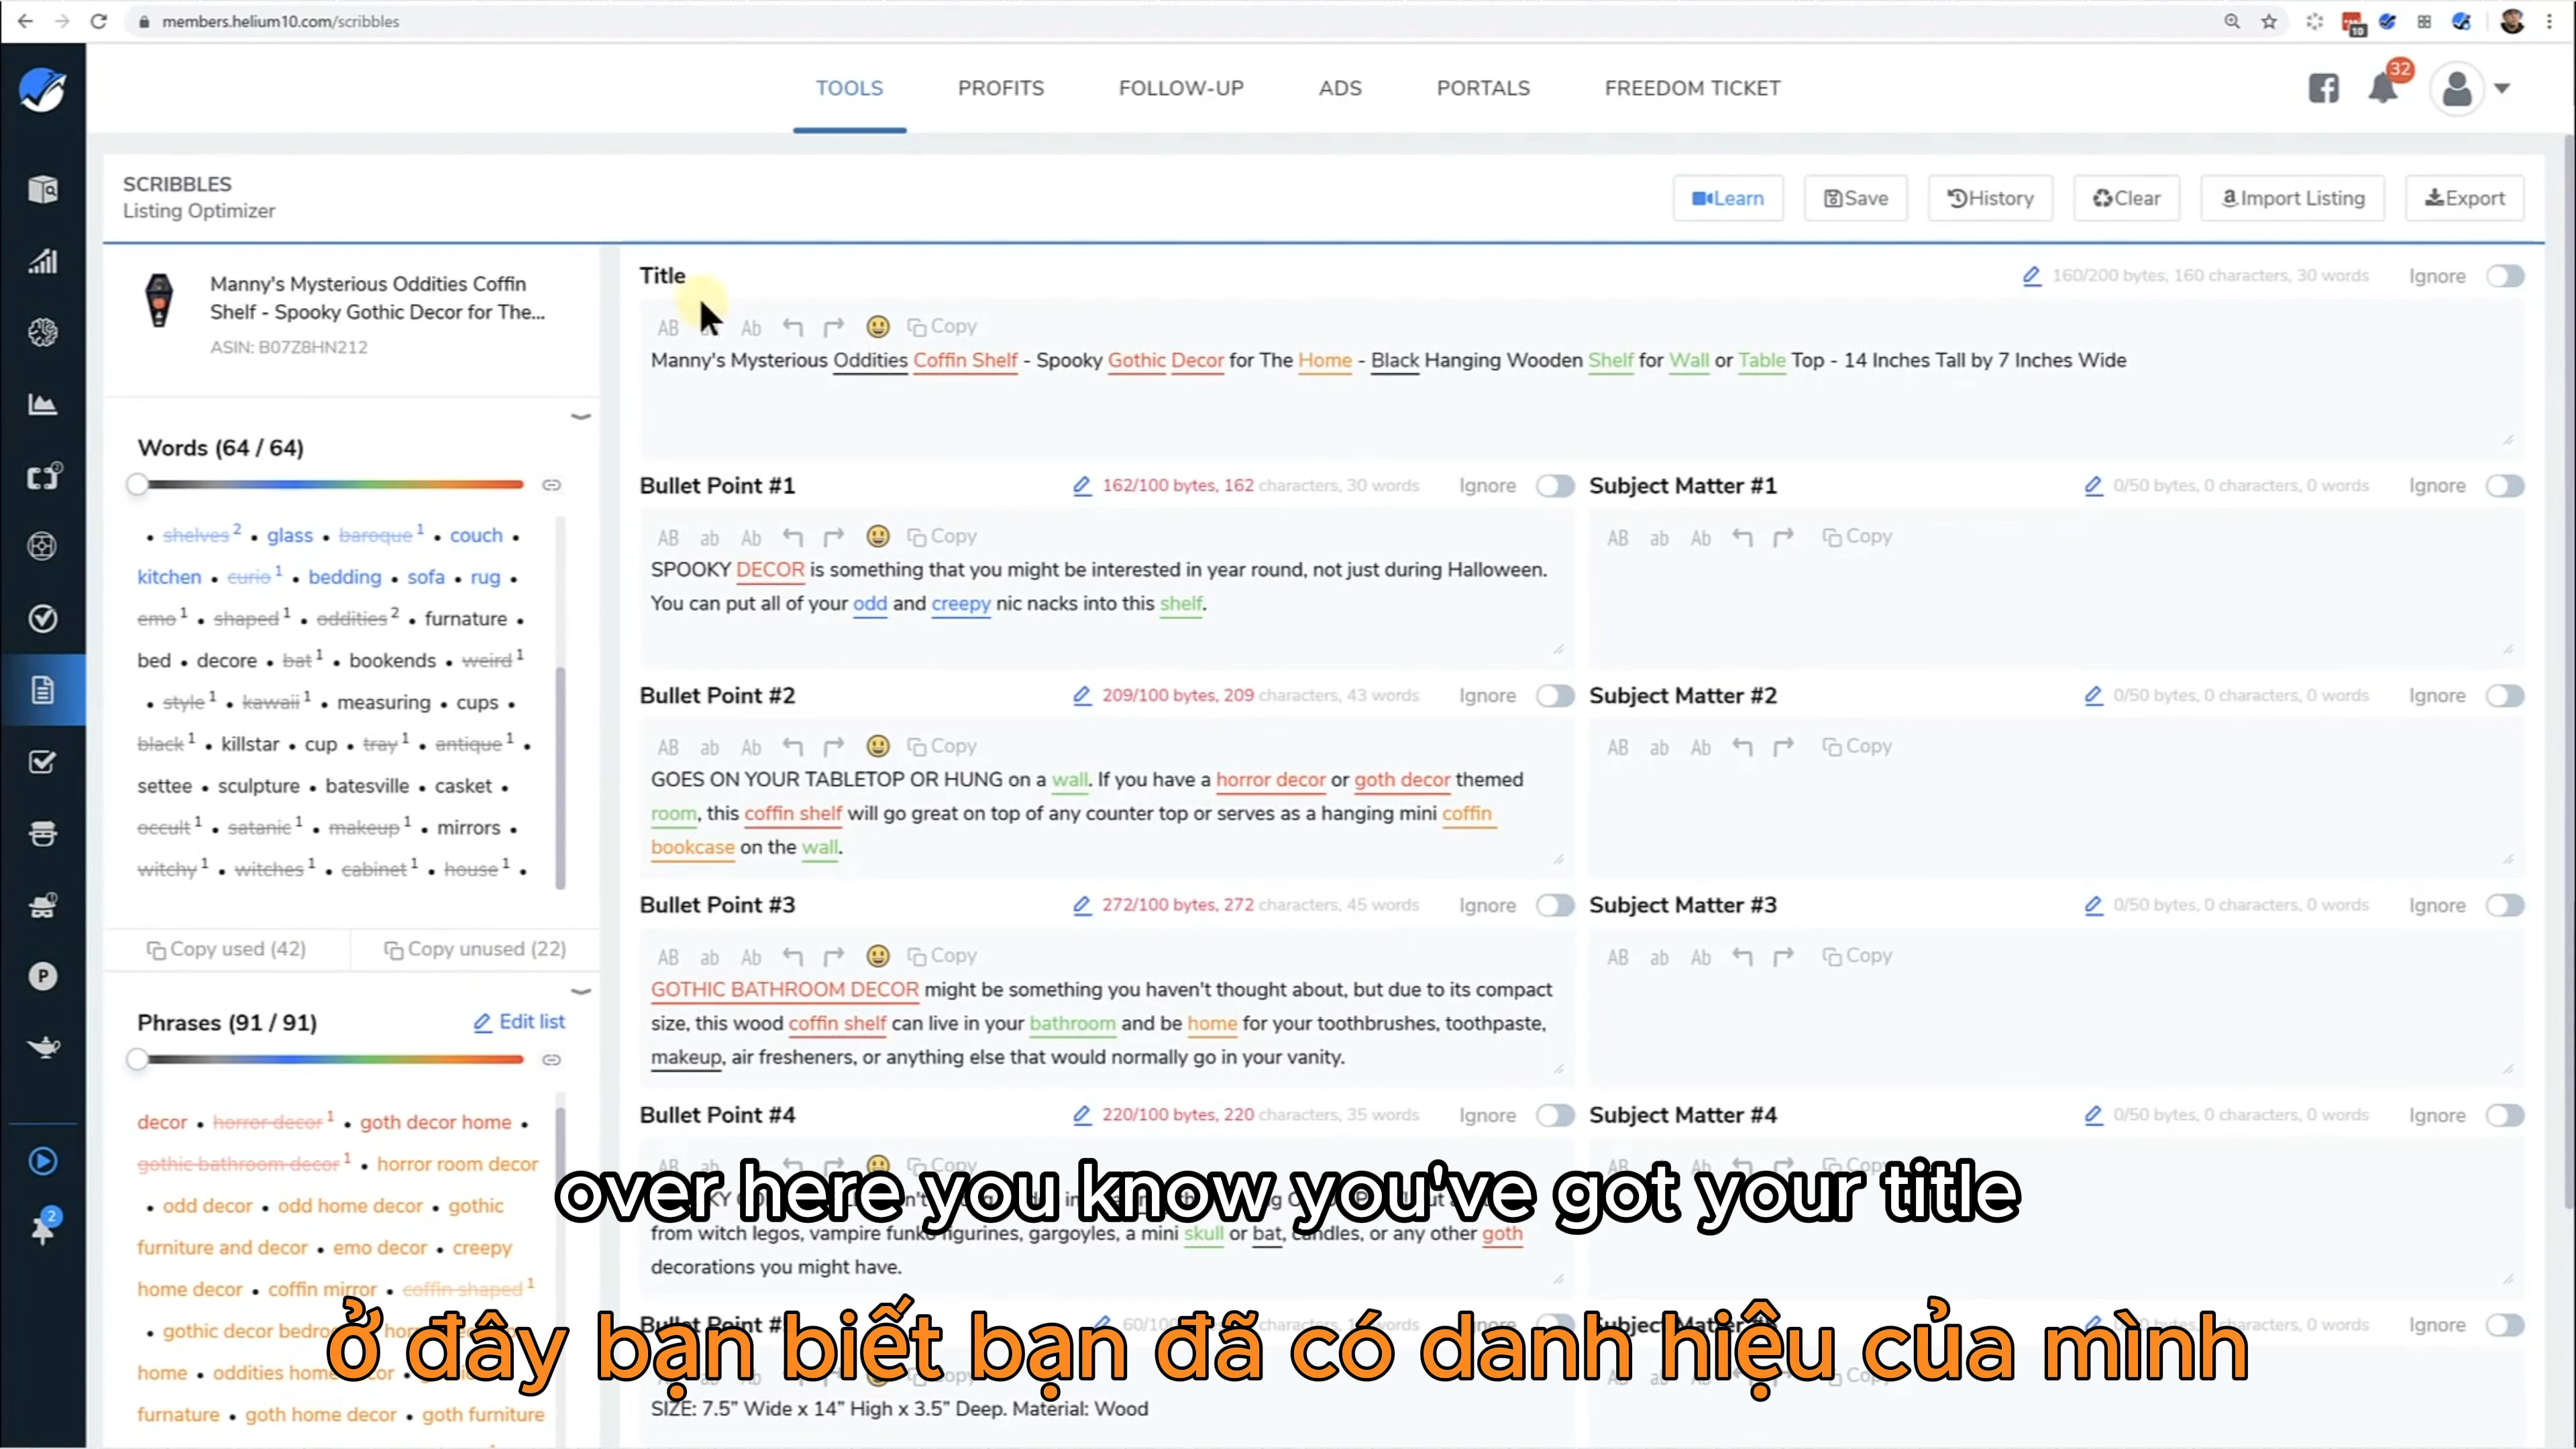 members.helium10.com/scribbles
10
TOOLS PROFITS FOLLOW-UP ADS PORTALS FREEDOM TICKET
32
SCRIBBLES
Listing Optimizer
Learn Save History Clear Import Listing Export
Manny's Mysterious Oddities Coffin
Shelf - Spooky Gothic Decor for The...
ASIN: B07Z8HN212
Words (64 / 64)
• shelves 2 • glass • baroque 1 • couch •
kitchen • curio 1 • bedding • sofa • rug •
emo 1 • shaped 1 • oddities 2 • furnature •
bed • decore • bat 1 • bookends • weird 1
• style 1 • kawaii 1 • measuring • cups •
black 1 • killstar • cup • tray 1 • antique 1 •
settee • sculpture • batesville • casket •
occult 1 • satanic 1 • makeup 1 • mirrors •
witchy 1 • witches 1 • cabinet 1 • house 1 •
Copy used (42) Copy unused (22)
Phrases (91 / 91) Edit list
decor • horror decor 1 • goth decor home •
gothic bathroom decor 1 • horror room decor
• odd decor • odd home decor • gothic
furniture and decor • emo decor • creepy
home decor • coffin mirror • coffin shaped 1
• gothic decor
home • oddities home
furnature • goth home decor • goth furniture
Title 160/200 bytes, 160 characters, 30 words Ignore
AB Ab Copy
Manny's Mysterious Oddities Coffin Shelf - Spooky Gothic Decor for The Home - Black Hanging Wooden Shelf for Wall or Table Top - 14 Inches Tall by 7 Inches Wide
Bullet Point #1 162/100 bytes, 162 characters, 30 words Ignore
AB ab Ab Copy
SPOOKY DECOR is something that you might be interested in year round, not just during Halloween.
You can put all of your odd and creepy nic nacks into this shelf.
Subject Matter #1 0/50 bytes, 0 characters, 0 words Ignore
AB ab Ab Copy
Bullet Point #2 209/100 bytes, 209 characters, 43 words Ignore
AB ab Ab Copy
GOES ON YOUR TABLETOP OR HUNG on a wall. If you have a horror decor or goth decor themed
room, this coffin shelf will go great on top of any counter top or serves as a hanging mini coffin
bookcase on the wall.
Subject Matter #2 0/50 bytes, 0 characters, 0 words Ignore
AB ab Ab Copy
Bullet Point #3 272/100 bytes, 272 characters, 45 words Ignore
AB ab Ab Copy
GOTHIC BATHROOM DECOR might be something you haven't thought about, but due to its compact
size, this wood coffin shelf can live in your bathroom and be home for your toothbrushes, toothpaste,
makeup, air fresheners, or anything else that would normally go in your vanity.
Subject Matter #3 0/50 bytes, 0 characters, 0 words Ignore
AB ab Ab Copy
Bullet Point #4 220/100 bytes, 220 characters, 35 words Ignore
from witch legos, vampire funko figurines, gargoyles, a mini skull or bat, candles, or any other goth
decorations you might have.
Subject Matter #4 0/50 bytes, 0 characters, 0 words Ignore
Bullet Point #
SIZE: 7.5” Wide x 14” High x 3.5” Deep. Material: Wood
Subject Matter Ignore
2
over here you know you've got your title
ở đây bạn biết bạn đã có danh hiệu của mình